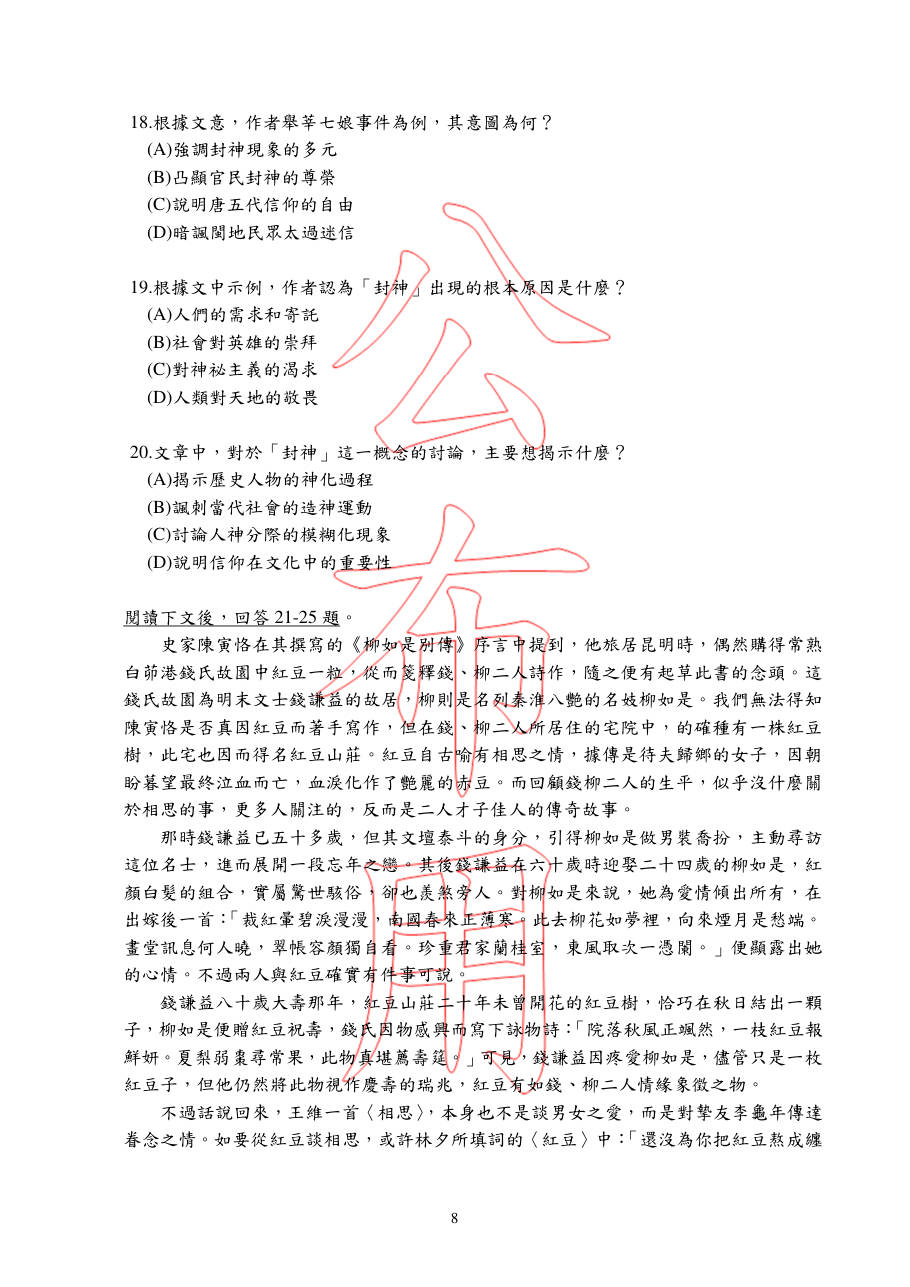 18.根據文意，作者舉莘七娘事件為例，其意圖為何？
(A)強調封神現象的多元
(B)凸顯官民封神的尊榮
(C)說明唐五代信仰的自由
(D)暗諷閩地民眾太過迷信
19.根據文中示例，作者認為「封神」出現的根本原因是什麼？
(A)人們的需求和寄託
(B)社會對英雄的崇拜
(C)對神祕主義的渴求
(D)人類對天地的敬畏
20.文章中，對於「封神」這一概念的討論，主要想揭示什麼？
(A)揭示歷史人物的神化過程
(B)諷刺當代社會的造神運動
(C)討論人神分際的模糊化現象
(D)說明信仰在文化中的重要性
閱讀下文後，回答 21-25 題。
史家陳寅恪在其撰寫的《柳如是別傳》序言中提到，他旅居昆明時，偶然購得常熟
白茆港錢氏故園中紅豆一粒，從而箋釋錢、柳二人詩作，隨之便有起草此書的念頭。這
錢氏故園為明末文士錢謙益的故居，柳則是名列秦淮八艷的名妓柳如是。我們無法得知
陳寅恪是否真因紅豆而著手寫作，但在錢、柳二人所居住的宅院中，的確種有一株紅豆
樹，此宅也因而得名紅豆山莊。紅豆自古喻有相思之情，據傳是待夫歸鄉的女子，因朝
盼暮望最終泣血而亡，血淚化作了艷麗的赤豆。而回顧錢柳二人的生平，似乎沒什麼關
於相思的事，更多人關注的，反而是二人才子佳人的傳奇故事。
那時錢謙益已五十多歲，但其文壇泰斗的身分，引得柳如是做男裝喬扮，主動尋訪
這位名士，進而展開一段忘年之戀。其後錢謙益在六十歲時迎娶二十四歲的柳如是，紅
顏白髮的組合，實屬驚世駭俗，卻也羨煞旁人。對柳如是來說，她為愛情傾出所有，在
出嫁後一首：「裁紅暈碧淚漫漫，南國春來正薄寒。此去柳花如夢裡，向來煙月是愁端。
畫堂訊息何人曉，翠帳容顏獨自看。珍重君家蘭桂室，東風取次一憑闌。」便顯露出她
的心情。不過兩人與紅豆確實有件事可說。
錢謙益八十歲大壽那年，紅豆山莊二十年未曾開花的紅豆樹，恰巧在秋日結出一顆
子，柳如是便贈紅豆祝壽，錢氏因物感興而寫下詠物詩：「院落秋風正颯然，一枝紅豆報
鮮妍。夏梨弱棗尋常果，此物真堪薦壽筵。」可見，錢謙益因疼愛柳如是，儘管只是一枚
紅豆子，但他仍然將此物視作慶壽的瑞兆，紅豆有如錢、柳二人情緣象徵之物。
不過話說回來，王維一首〈相思〉，本身也不是談男女之愛，而是對摯友李龜年傳達
眷念之情。如要從紅豆談相思，或許林夕所填詞的〈紅豆〉中：「還沒為你把紅豆熬成纏
公
布
用
8